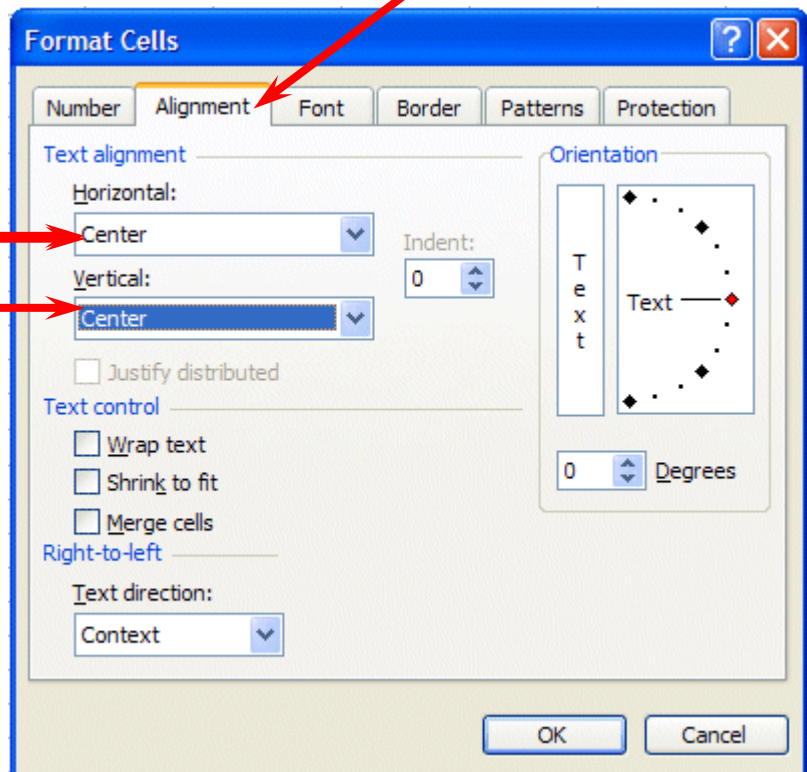 Format Cells
?
Number Alignment Font Border Patterns Protection
Text alignment
Orientation
Horizontal:
Center
Indent:
0
Vertical:
Center
Justify distributed
Text
Text
Text control
Wrap text
Shrink to fit
Merge cells
0 Degrees
Right-to-left
Text direction:
Context
OK Cancel